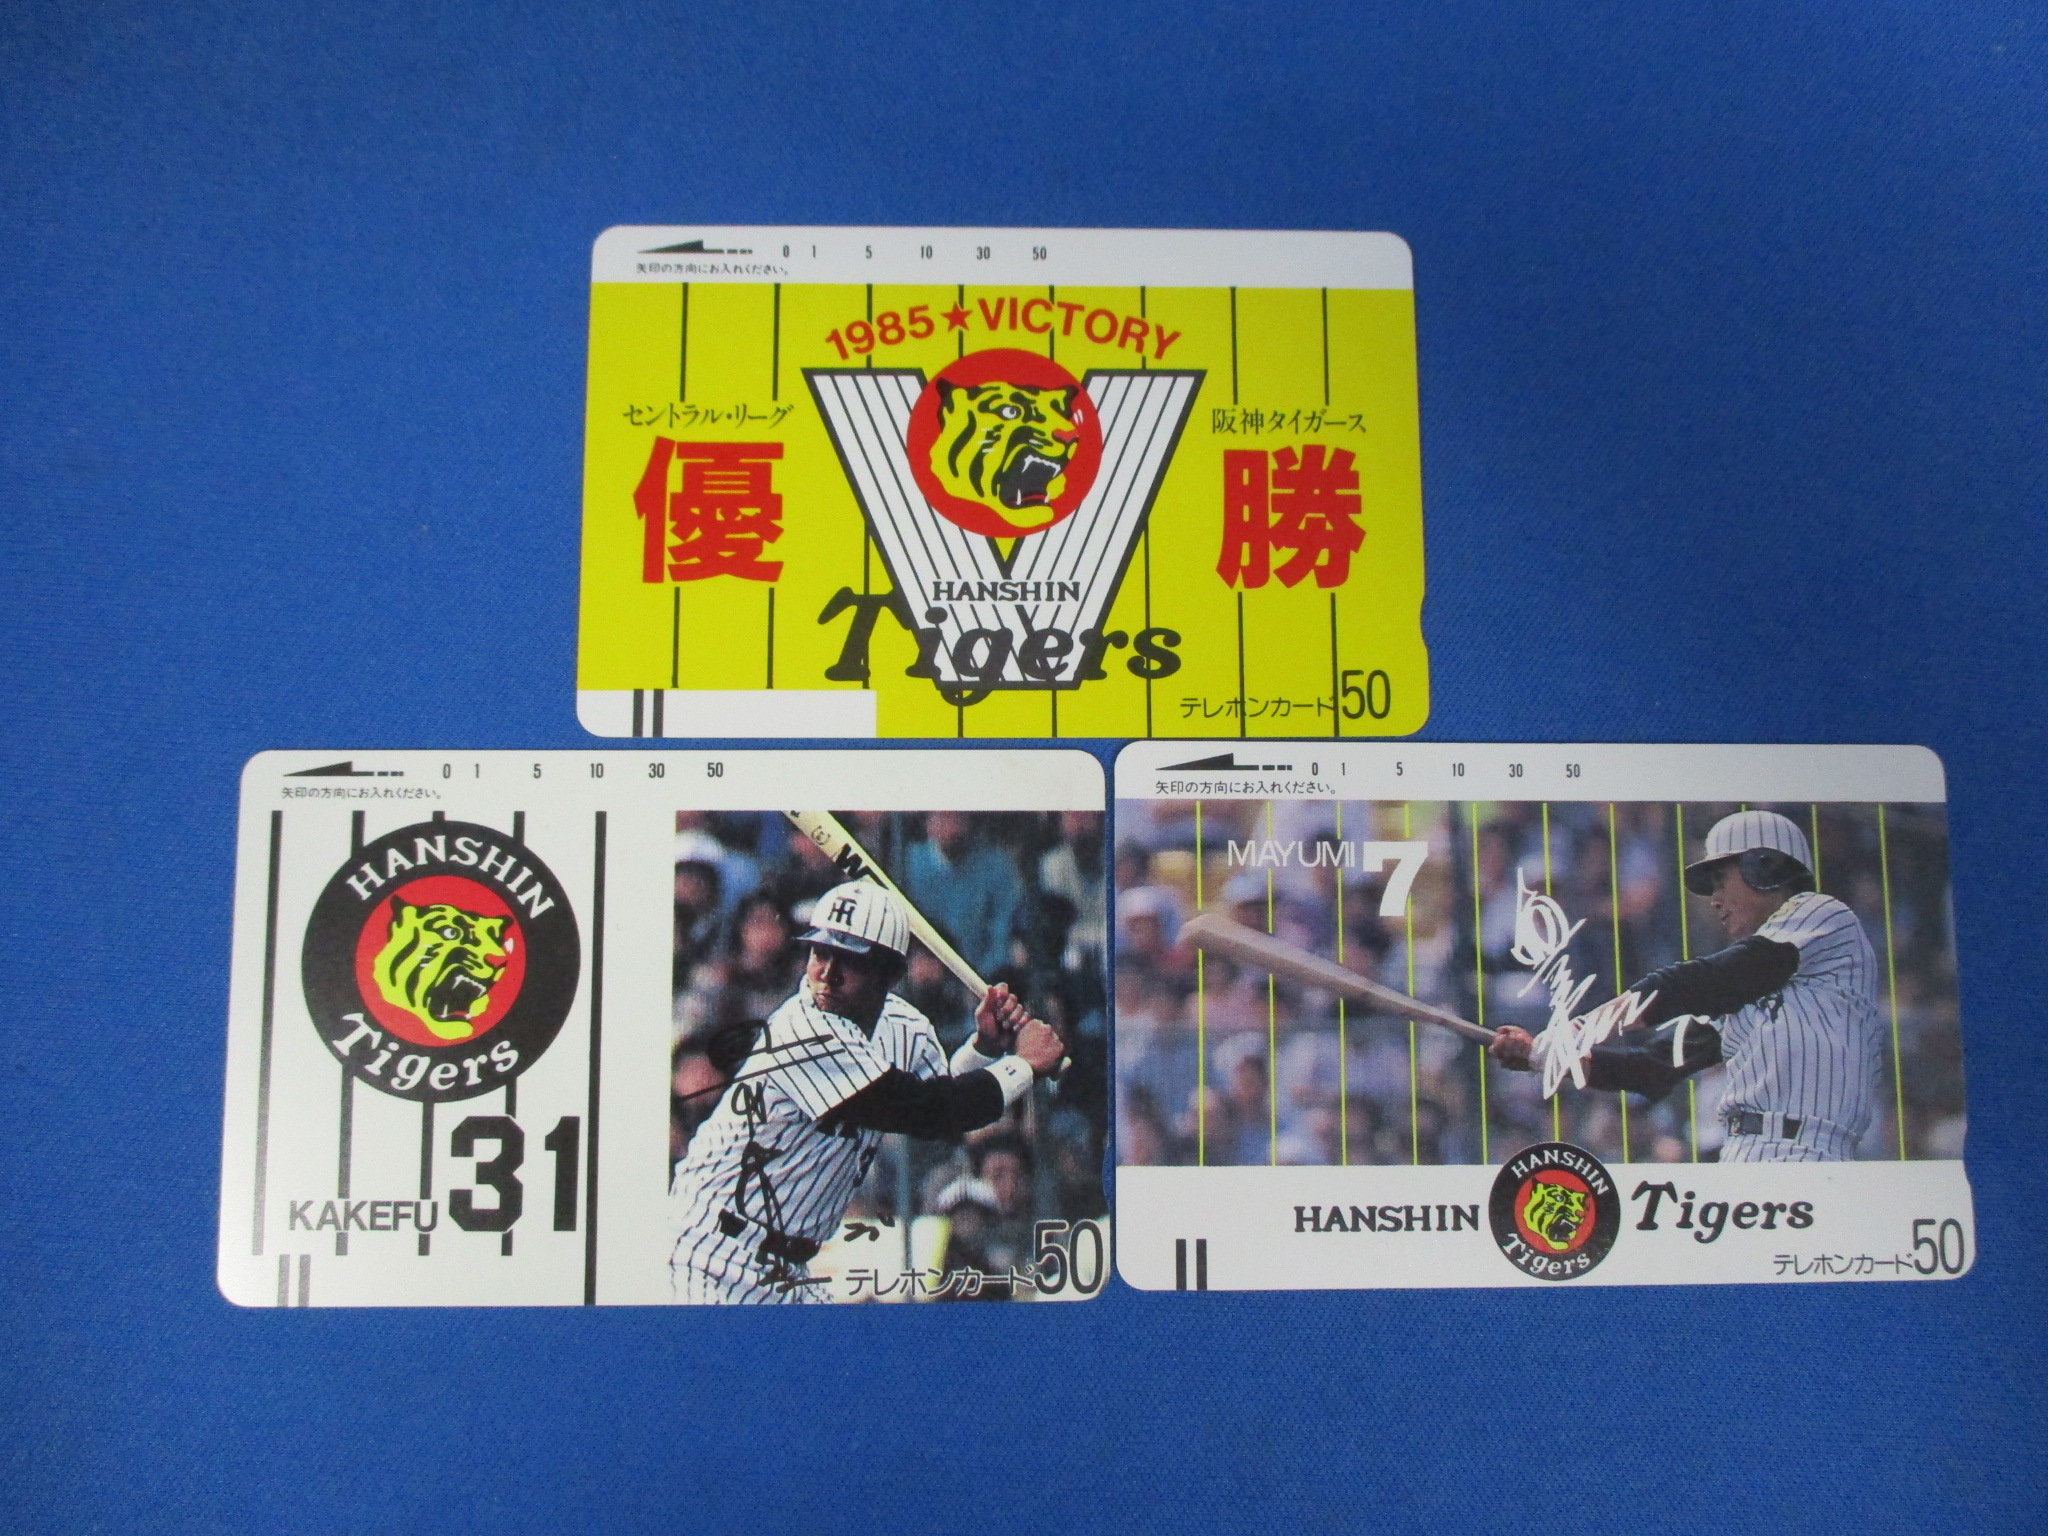 0 1 5 10 30 50
矢印の方向にお入れください。
1985★VICTORY
セントラル・リーグ
優
阪神タイガース
勝
HANSHIN
Tigers
テレホンカード50
0 1 5 10 30 50
矢印の方向にお入れください。
HANSHIN
Tigers
KAKEFU 31
W
テレホンカード50
0 1 5 10 30 50
矢印の方向にお入れください。
MAYUMI 7
HANSHIN Tigers
HANSHIN
Tigers
テレホンカード50